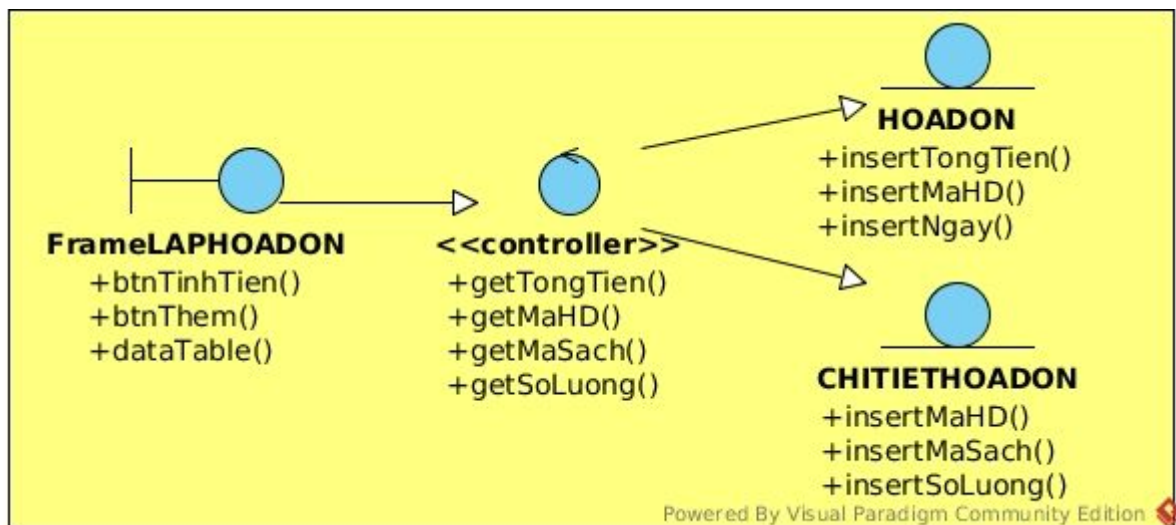 FrameLAPHOADON
+btnTinhTien()
+btnThem()
+dataTable()
<<controller>>
+getTongTien()
+getMaHD()
+getMaSach()
+getSoLuong()
HOADON
+insertTongTien()
+insertMaHD()
+insertNgay()
CHITIETHOADON
+insertMaHD()
+insertMaSach()
+insertSoLuong()
Powered By Visual Paradigm Community Edition